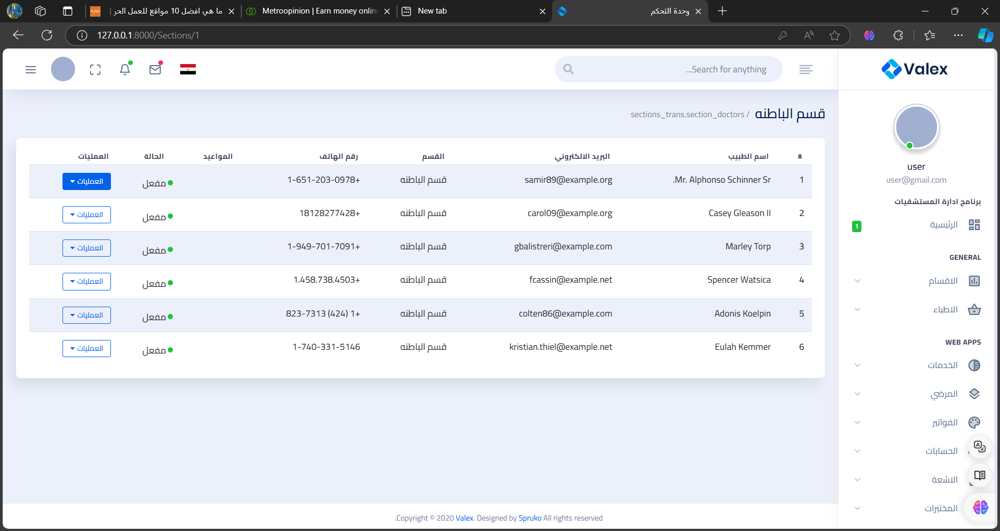 ما هي افضل 10 مواقع للعمل الحر |
Metroopinion | Earn money online
New tab
وحدة التحكم
127.0.0.1:8000/Sections/1
Search for anything...
Valex
user
user@gmail.com
برنامج ادارة المستشفيات
الرئيسية
1
GENERAL
الاقسام
الاطباء
WEB APPS
الخدمات
المرضي
الفواتير
الحسابات
الاشعة
المختبرات
قسم الباطنه / sections_trans.section_doctors
# اسم الطبيب البريد الالكتروني القسم رقم الهاتف المواعيد الحالة العمليات
1 Mr. Alphonso Schinner Sr. samir89@example.org قسم الباطنه 1-651-203-0978+ مفعل العمليات
2 Casey Gleason II carol09@example.org قسم الباطنه 18128277428+ مفعل العمليات
3 Marley Torp gbalistreri@example.com قسم الباطنه 1-949-701-7091+ مفعل العمليات
4 Spencer Watsica fcassin@example.net قسم الباطنه 1.458.738.4503+ مفعل العمليات
5 Adonis Koelpin colten86@example.com قسم الباطنه 823-7313 (424) 1+ مفعل العمليات
6 Eulah Kemmer kristian.thiel@example.net قسم الباطنه 1-740-331-5146 مفعل العمليات
Copyright © 2020 Valex. Designed by Spruko All rights reserved.